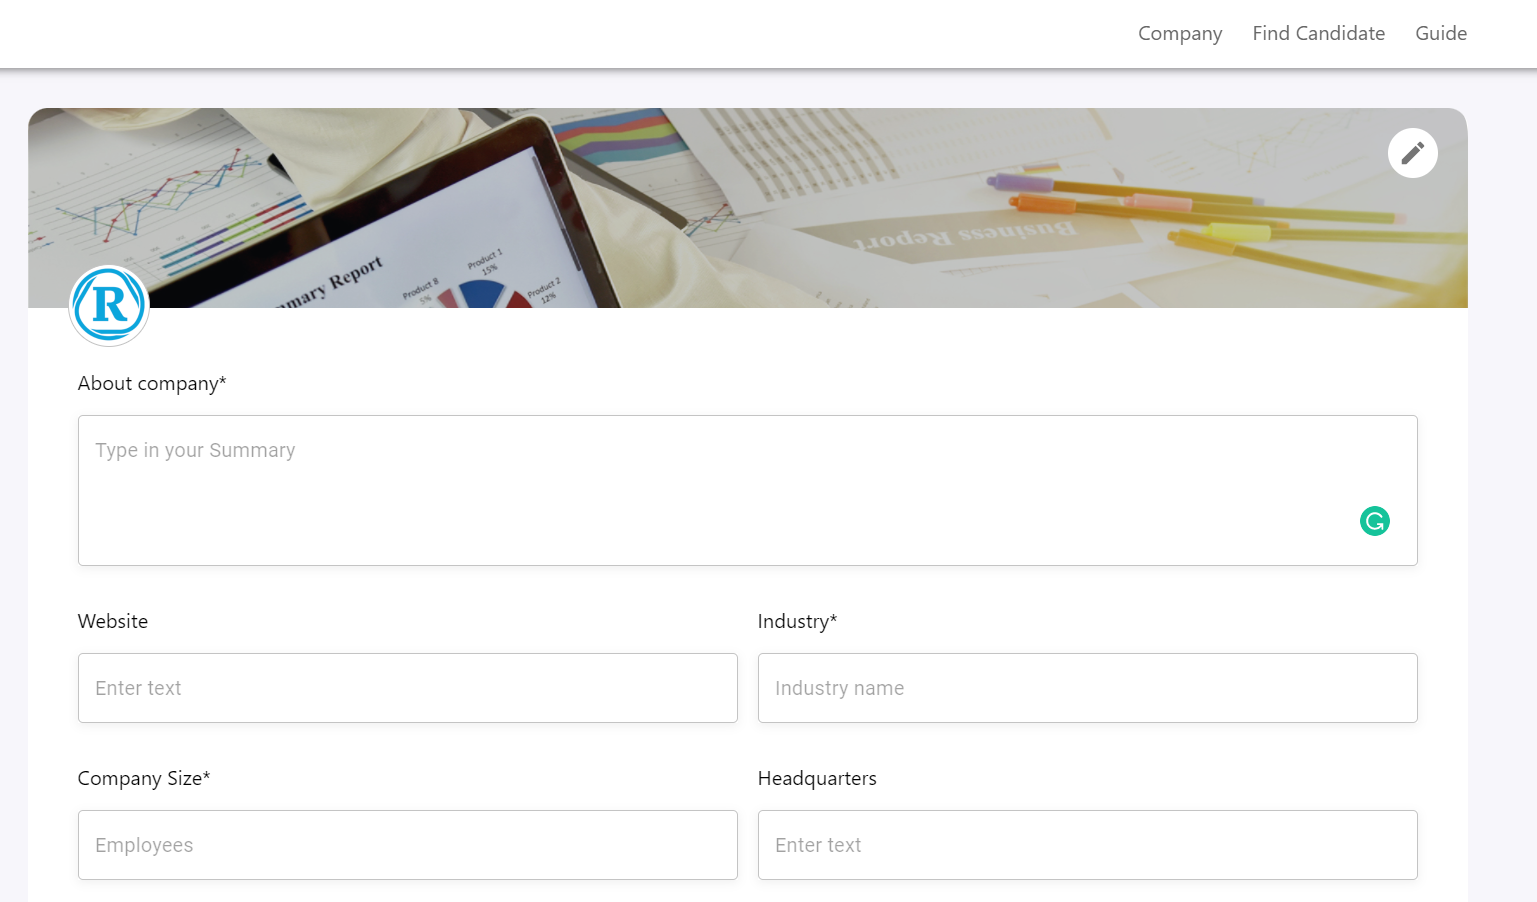 Company Find Candidate Guide
Business Report
mmary Report
Product 8
5%
Product 1
15%
Product 2
12%
R
About company*
Type in your Summary
Website Industry*
Enter text Industry name
Company Size* Headquarters
Employees Enter text